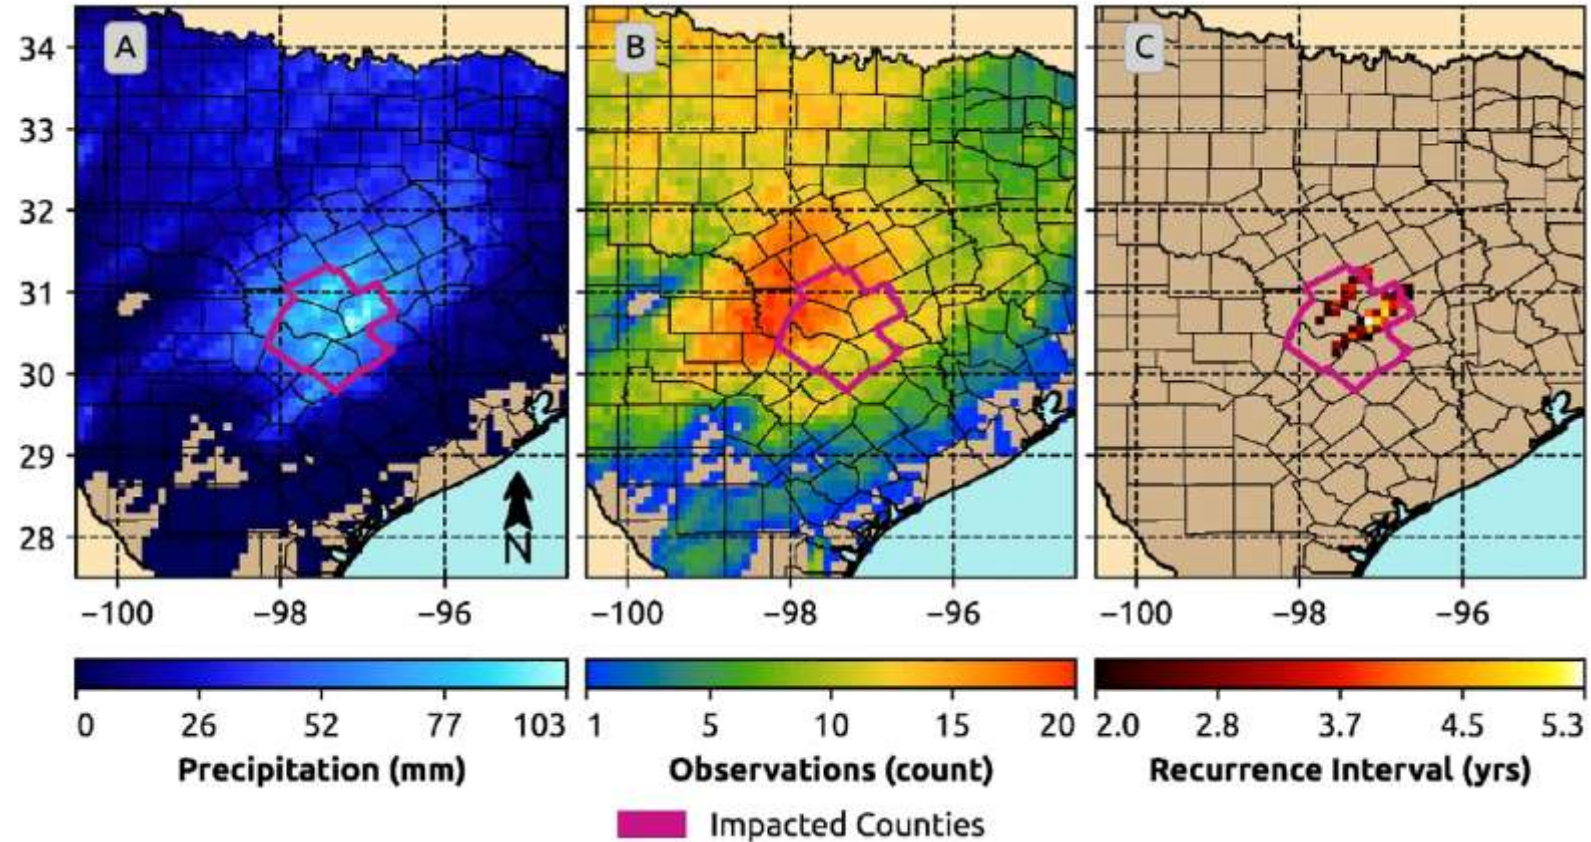 A B C
34
33
32
31
30
29
28
N
−100 −98 −96 −100 −98 −96 −100 −98 −96
0 26 52 77 103 1 5 10 15 20 2.0 2.8 3.7 4.5 5.3
Precipitation (mm) Observations (count) Recurrence Interval (yrs)
Impacted Counties